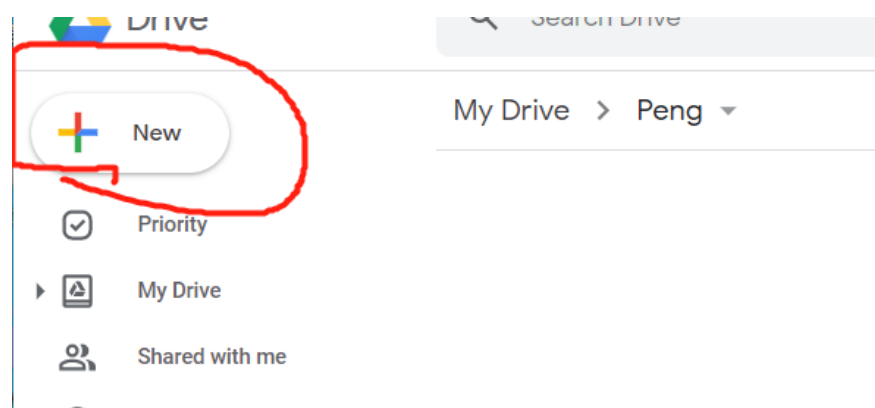 Drive
Search Drive
New
My Drive > Peng
Priority
My Drive
Shared with me